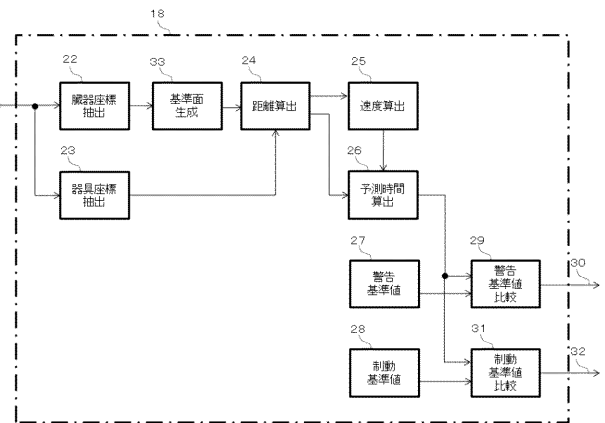 18
22
臓器座標
抽出
33
基準面
生成
24
距離算出
25
速度算出
23
器具座標
抽出
26
予測時間
算出
27
警告
基準値
29
警告
基準値
比較
30
28
制動
基準値
31
制動
基準値
比較
32